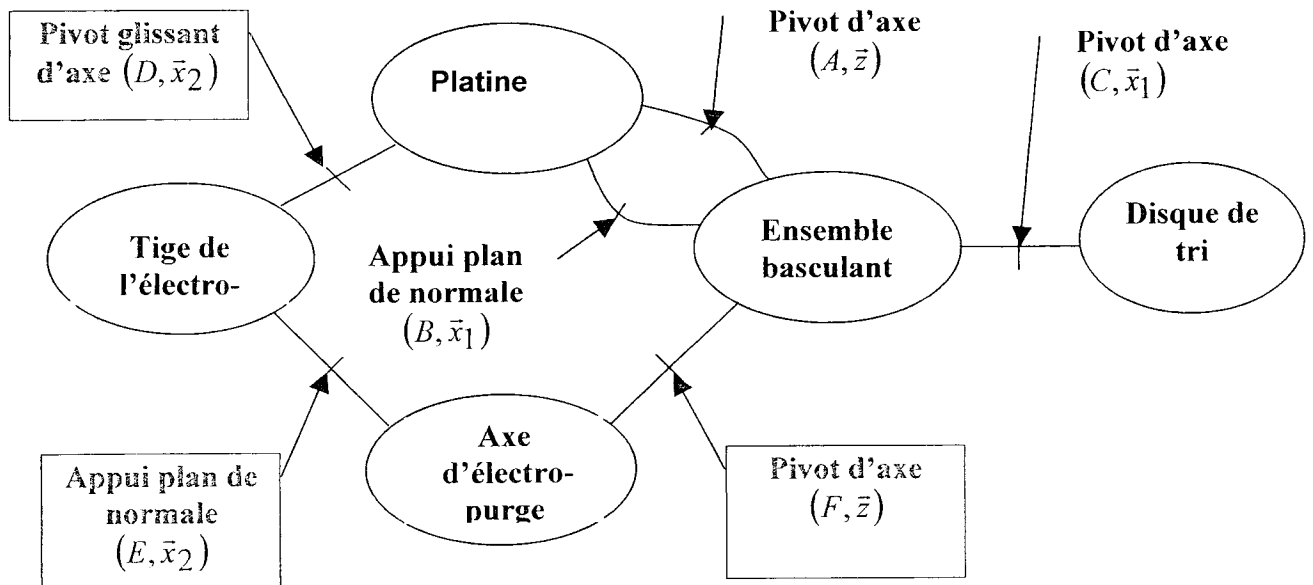 Pivot glissant
d'axe (D, x⃗2)
Platine
Pivot d'axe
(A, z⃗)
Pivot d'axe
(C, x⃗1)
Tige de
l'électro-
Appui plan
de normale
(B, x⃗1)
Ensemble
basculant
Disque de
tri
Appui plan de
normale
(E, x⃗2)
Axe
d'électro-
purge
Pivot d'axe
(F, z⃗)